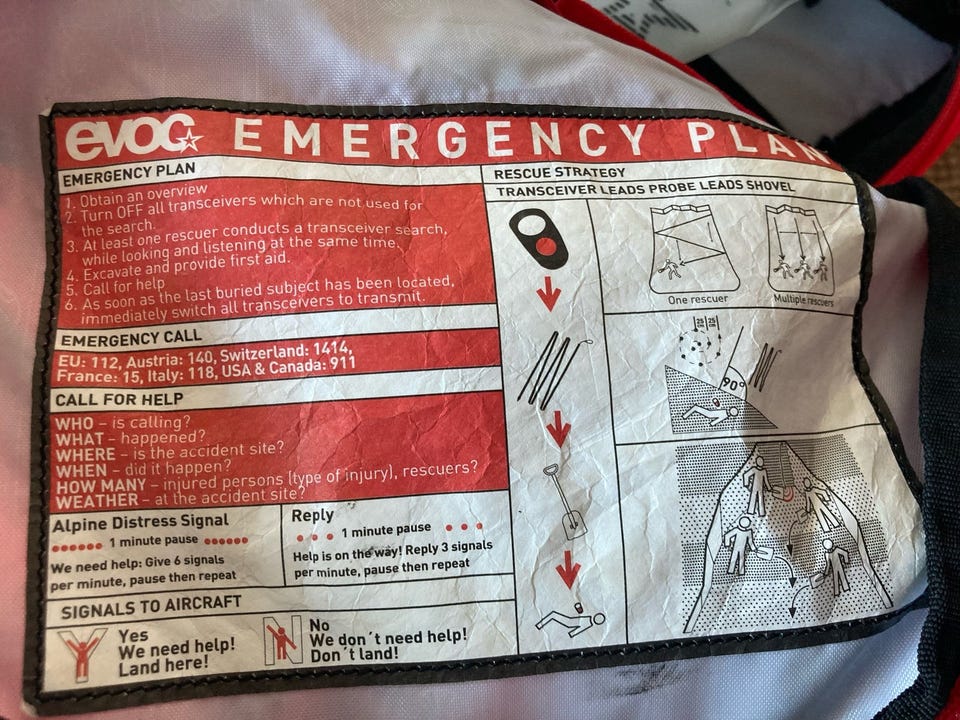 evoc EMERGENCY PLAN
EMERGENCY PLAN
1. Obtain an overview
2. Turn OFF all transceivers which are not used for
the search.
3. At least one rescuer conducts a transceiver search,
while looking and listening at the same time.
4. Excavate and provide first aid.
5. Call for help
6. As soon as the last buried subject has been located,
immediately switch all transceivers to transmit.
EMERGENCY CALL
EU: 112, Austria: 140, Switzerland: 1414,
France: 15, Italy: 118, USA & Canada: 911
CALL FOR HELP
WHO – is calling?
WHAT – happened?
WHERE – is the accident site?
WHEN – did it happen?
HOW MANY – injured persons (type of injury), rescuers?
WEATHER – at the accident site?
Alpine Distress Signal
1 minute pause
We need help: Give 6 signals
per minute, pause then repeat
Reply
1 minute pause
Help is on the way! Reply 3 signals
per minute, pause then repeat
SIGNALS TO AIRCRAFT
Yes
We need help!
Land here!
No
We don´t need help!
Don´t land!
RESCUE STRATEGY
TRANSCEIVER LEADS PROBE LEADS SHOVEL
One rescuer
Multiple rescuers
25 25
90°